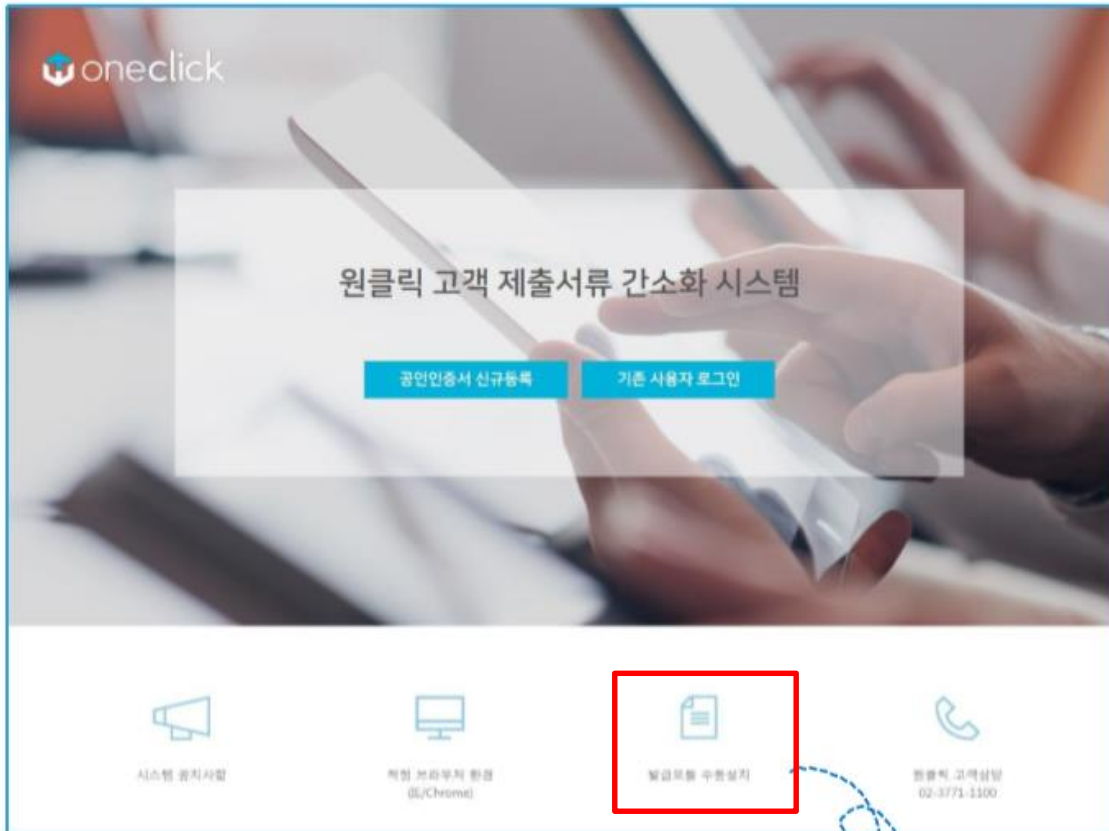 oneclick
원클릭 고객 제출서류 간소화 시스템
공인인증서 신규등록
기존 사용자 로그인
시스템 공지사항
적정 브라우저 환경
(IE/Chrome)
발급모듈 수동설치
원클릭 고객상담
02-3771-1100